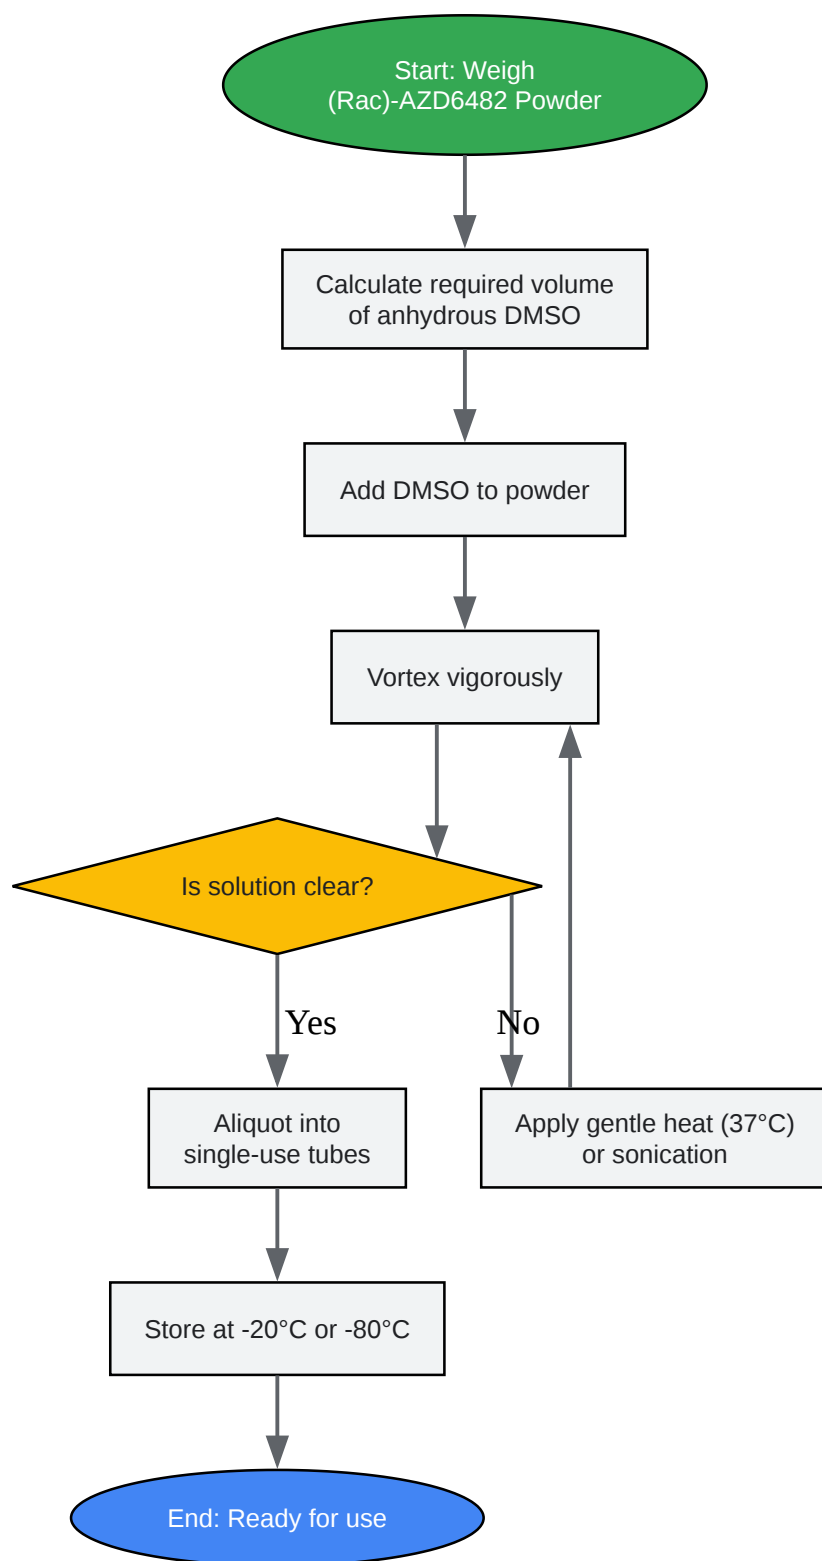 Start: Weigh
(Rac)-AZD6482 Powder
Calculate required volume
of anhydrous DMSO
Add DMSO to powder
Vortex vigorously
Is solution clear?
Yes
No
Aliquot into
single-use tubes
Apply gentle heat (37°C)
or sonication
Store at -20°C or -80°C
End: Ready for use